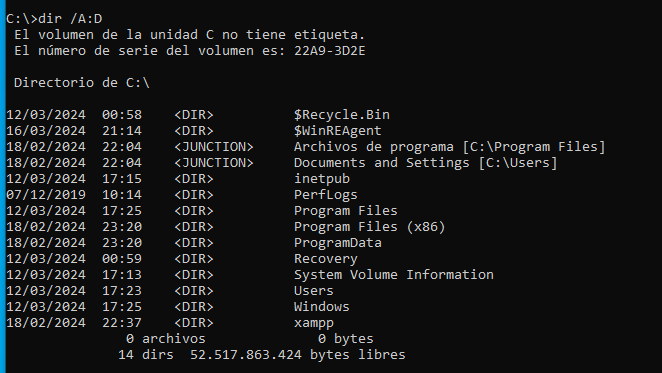 C:\>dir /A:D
El volumen de la unidad C no tiene etiqueta.
El número de serie del volumen es: 22A9-3D2E
Directorio de C:\
12/03/2024  00:58    <DIR>          $Recycle.Bin
16/03/2024  21:14    <DIR>          $WinREAgent
18/02/2024  22:04    <JUNCTION>     Archivos de programa [C:\Program Files]
18/02/2024  22:04    <JUNCTION>     Documents and Settings [C:\Users]
12/03/2024  17:15    <DIR>          inetpub
07/12/2019  10:14    <DIR>          PerfLogs
12/03/2024  17:25    <DIR>          Program Files
18/02/2024  23:20    <DIR>          Program Files (x86)
18/02/2024  23:20    <DIR>          ProgramData
12/03/2024  00:59    <DIR>          Recovery
12/03/2024  17:13    <DIR>          System Volume Information
12/03/2024  17:23    <DIR>          Users
12/03/2024  17:25    <DIR>          Windows
18/02/2024  22:37    <DIR>          xampp
0 archivos              0 bytes
14 dirs  52.517.863.424 bytes libres